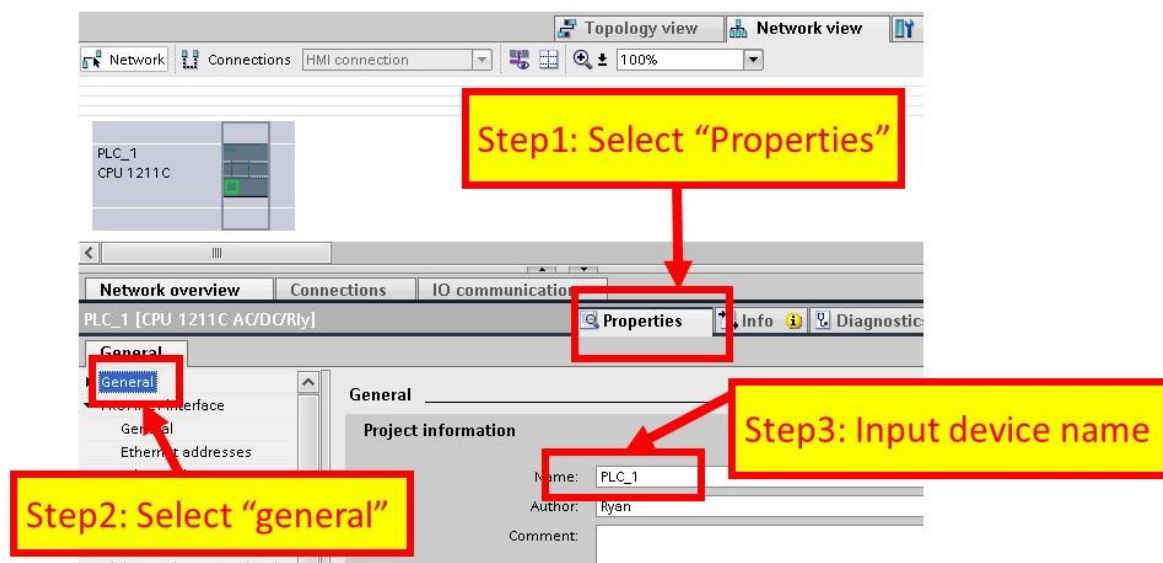 Topology view
Network view
Network
Connections
HMI connection
100%
Step1: Select “Properties”
PLC_1
CPU 1211C
Network overview
Connections
IO communication
PLC_1 [CPU 1211C AC/DC/Rly]
Properties
Info
Diagnostics
General
General
General
Project information
General
Ethernet addresses
Step3: Input device name
Name:
PLC_1
Step2: Select “general”
Author:
Ryan
Comment: